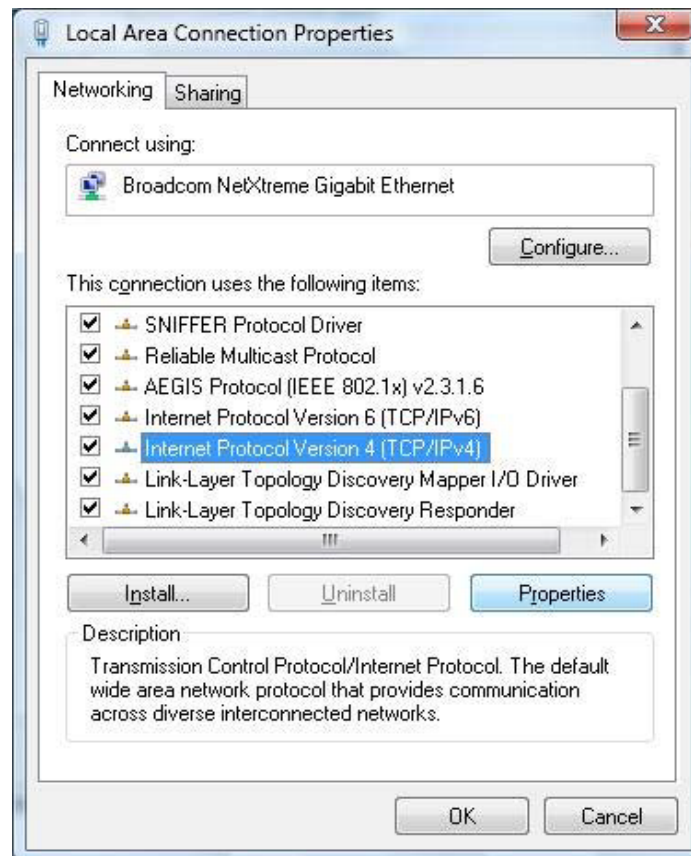 Local Area Connection Properties
Networking
Sharing
Connect using:
Broadcom NetXtreme Gigabit Ethernet
Configure...
This connection uses the following items:
SNIFFER Protocol Driver
Reliable Multicast Protocol
AEGIS Protocol (IEEE 802.1x) v2.3.1.6
Internet Protocol Version 6 (TCP/IPv6)
Internet Protocol Version 4 (TCP/IPv4)
Link-Layer Topology Discovery Mapper I/O Driver
Link-Layer Topology Discovery Responder
Install...
Uninstall
Properties
Description
Transmission Control Protocol/Internet Protocol. The default
wide area network protocol that provides communication
across diverse interconnected networks.
OK
Cancel